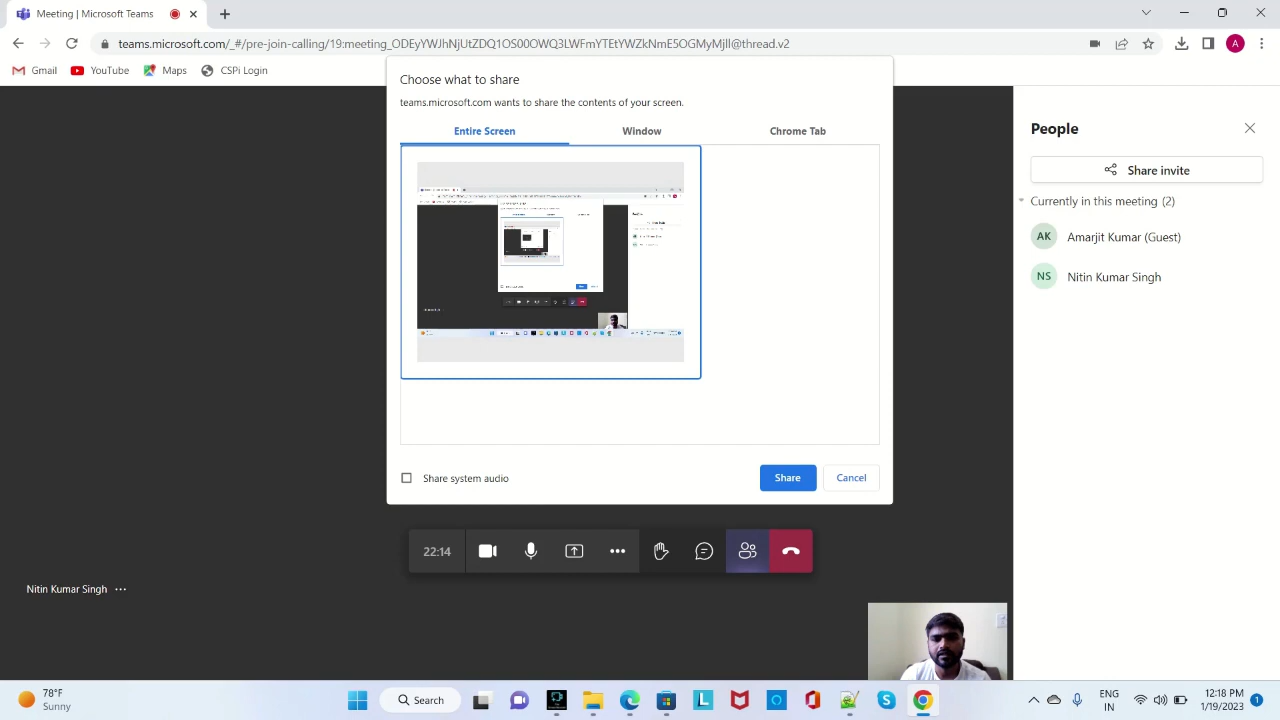 Meeting | Microsoft Teams
teams.microsoft.com/_#/pre-join-calling/19:meeting_ODEyYWJhNjUtZDQ1OS00OWQ3LWFmYTEtYWZkNmE5OGMyMjll@thread.v2
A
Gmail
YouTube
Maps
CSPi Login
Choose what to share
teams.microsoft.com wants to share the contents of your screen.
Entire Screen
Window
Chrome Tab
Share system audio
Share
Cancel
People
Share invite
Currently in this meeting (2)
AK
Amarjit Kumar (Guest)
NS
Nitin Kumar Singh
22:14
Nitin Kumar Singh
78°F
Sunny
Search
ENG
IN
12:18 PM
1/19/2023
1